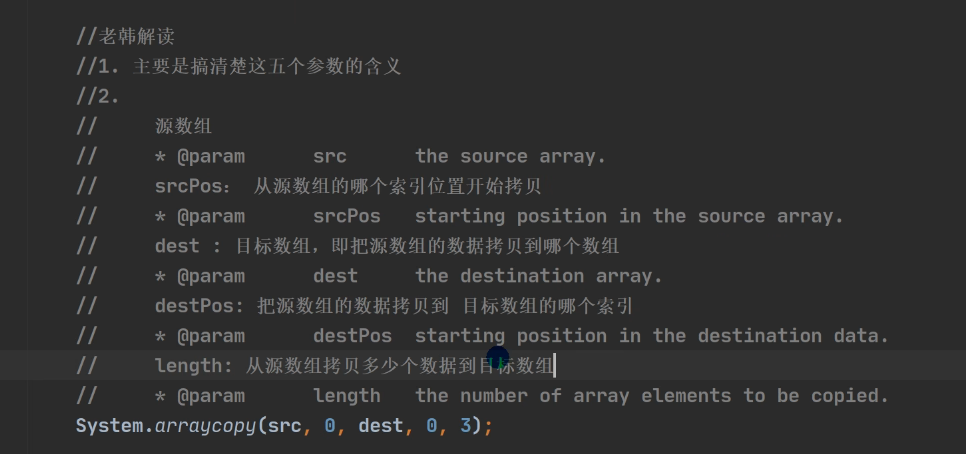 //老韩解读
//1. 主要是搞清楚这五个参数的含义
//2.
//     源数组
//     * @param      src      the source array.
//     srcPos： 从源数组的哪个索引位置开始拷贝
//     * @param      srcPos   starting position in the source array.
//     dest : 目标数组，即把源数组的数据拷贝到哪个数组
//     * @param      dest     the destination array.
//     destPos: 把源数组的数据拷贝到 目标数组的哪个索引
//     * @param      destPos  starting position in the destination data.
//     length: 从源数组拷贝多少个数据到目标数组
//     * @param      length   the number of array elements to be copied.
System.arraycopy(src, 0, dest, 0, 3);